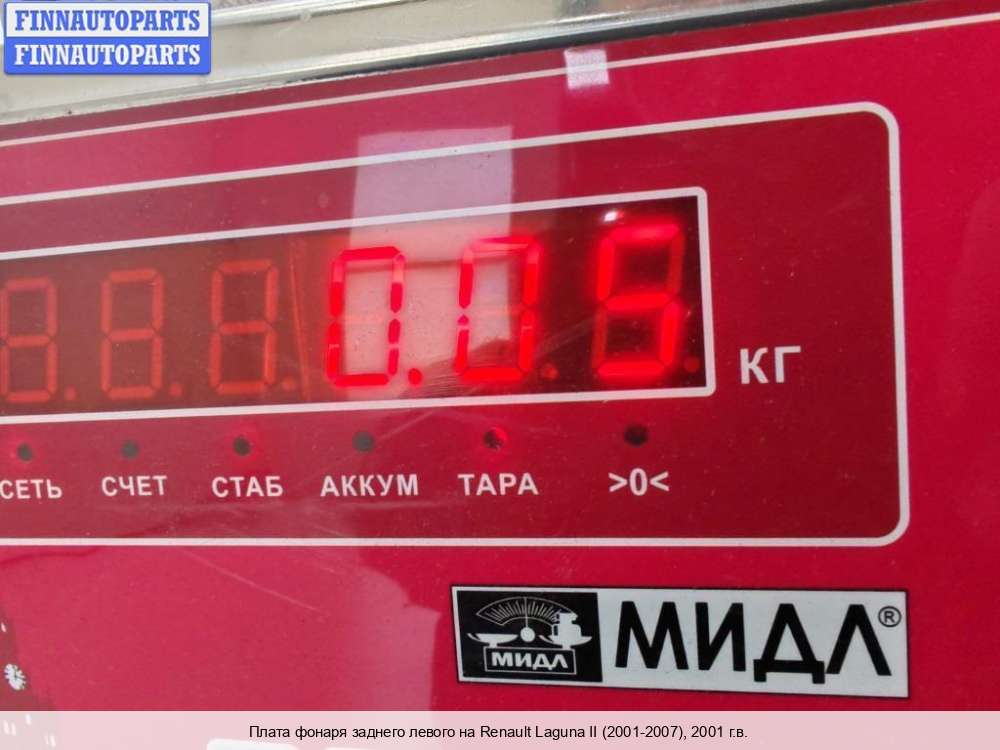 FINNAUTOPARTS
FINNAUTOPARTS
0.05
КГ
СЕТЬ СЧЕТ СТАБ АККУМ ТАРА >0<
МИДЛ МИДЛ®
Плата фонаря заднего левого на Renault Laguna II (2001-2007), 2001 г.в.